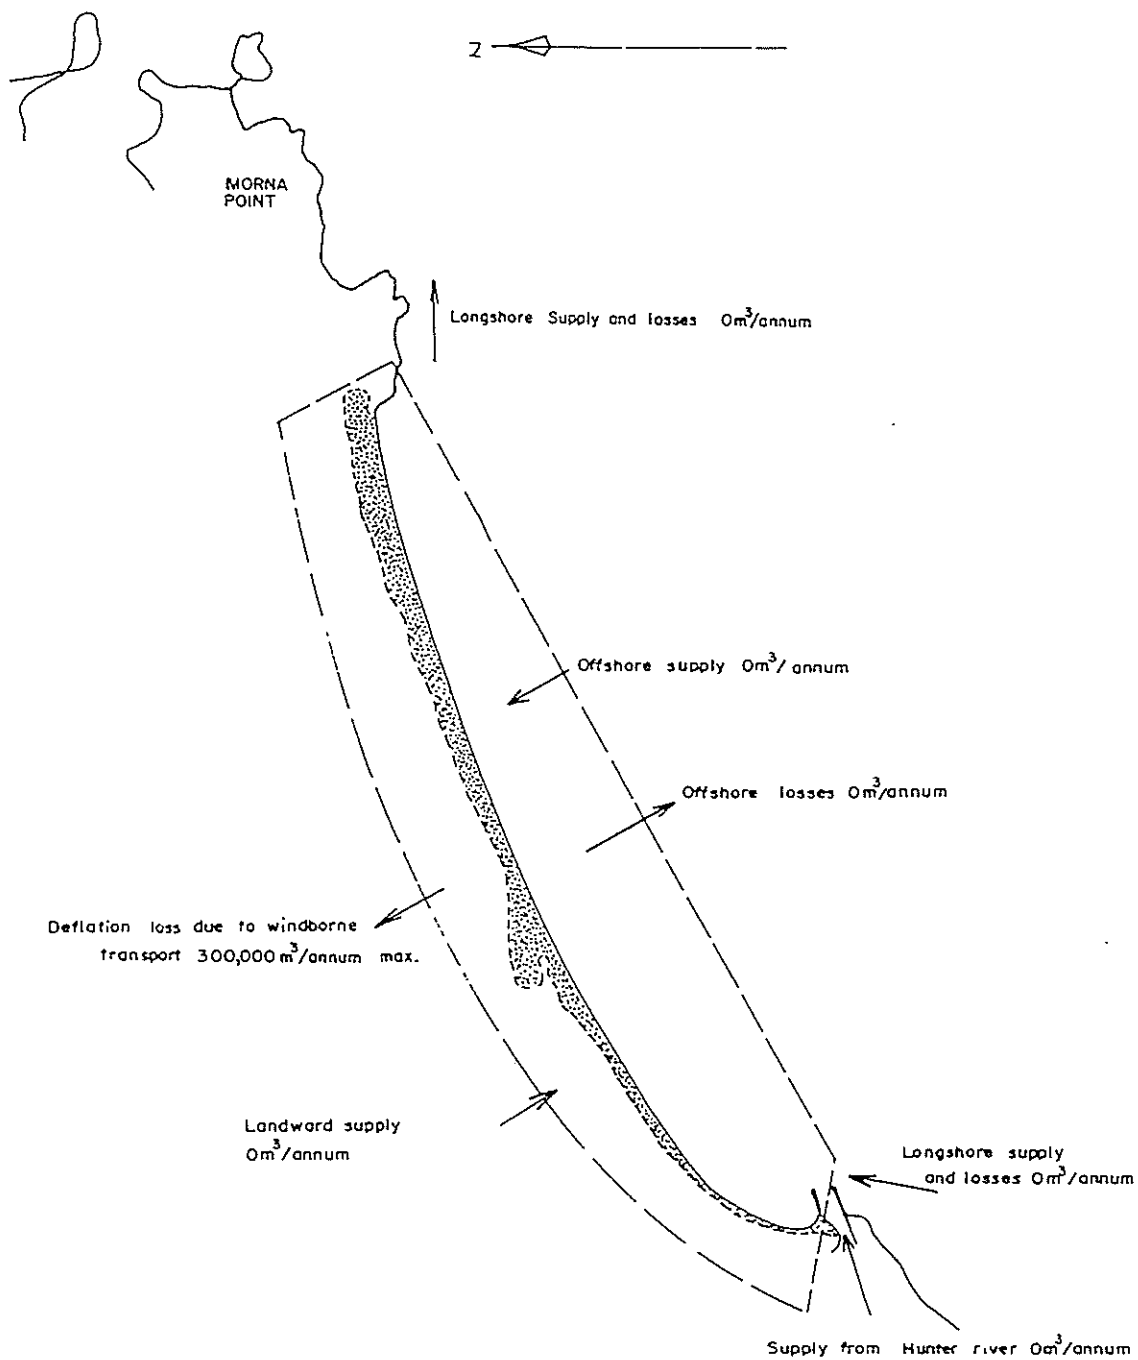 N
MORNA
POINT
Longshore Supply and losses 0m³/annum
Offshore supply 0m³/annum
Offshore losses 0m³/annum
Deflation loss due to windborne
transport 300,000m³/annum max.
Landward supply
0m³/annum
Longshore supply
and losses 0m³/annum
Supply from Hunter river 0m³/annum